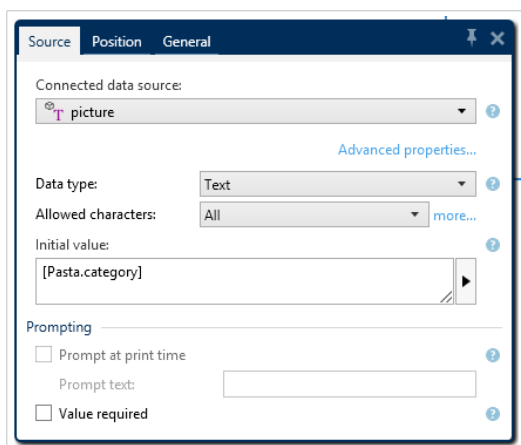 Source Position General
Connected data source:
picture
Advanced properties...
Data type: Text
Allowed characters: All more...
Initial value:
[Pasta.category]
Prompting
Prompt at print time
Prompt text:
Value required